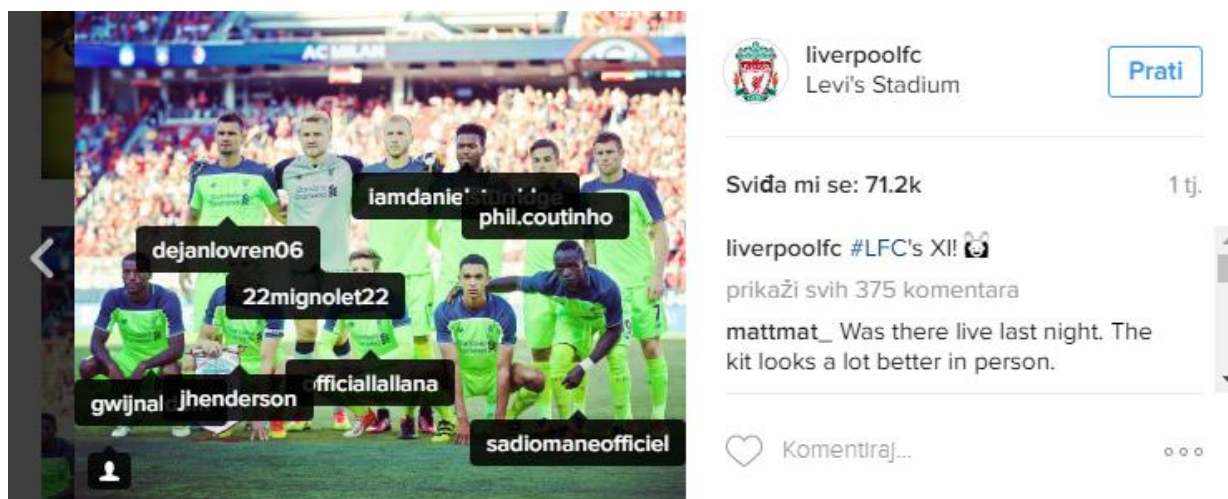 AC MILAN
iamdanielsturridge
phil.coutinho
dejanlovren06
22mignolet22
officiallallana
jhenderson
gwijnal
sadiomaneofficiel
liverpoolfc
Levi's Stadium
Prati
Sviđa mi se: 71.2k
1 tj.
liverpoolfc #LFC's XI!
prikaži svih 375 komentara
mattmat_ Was there live last night. The
kit looks a lot better in person.
Komentiraj...